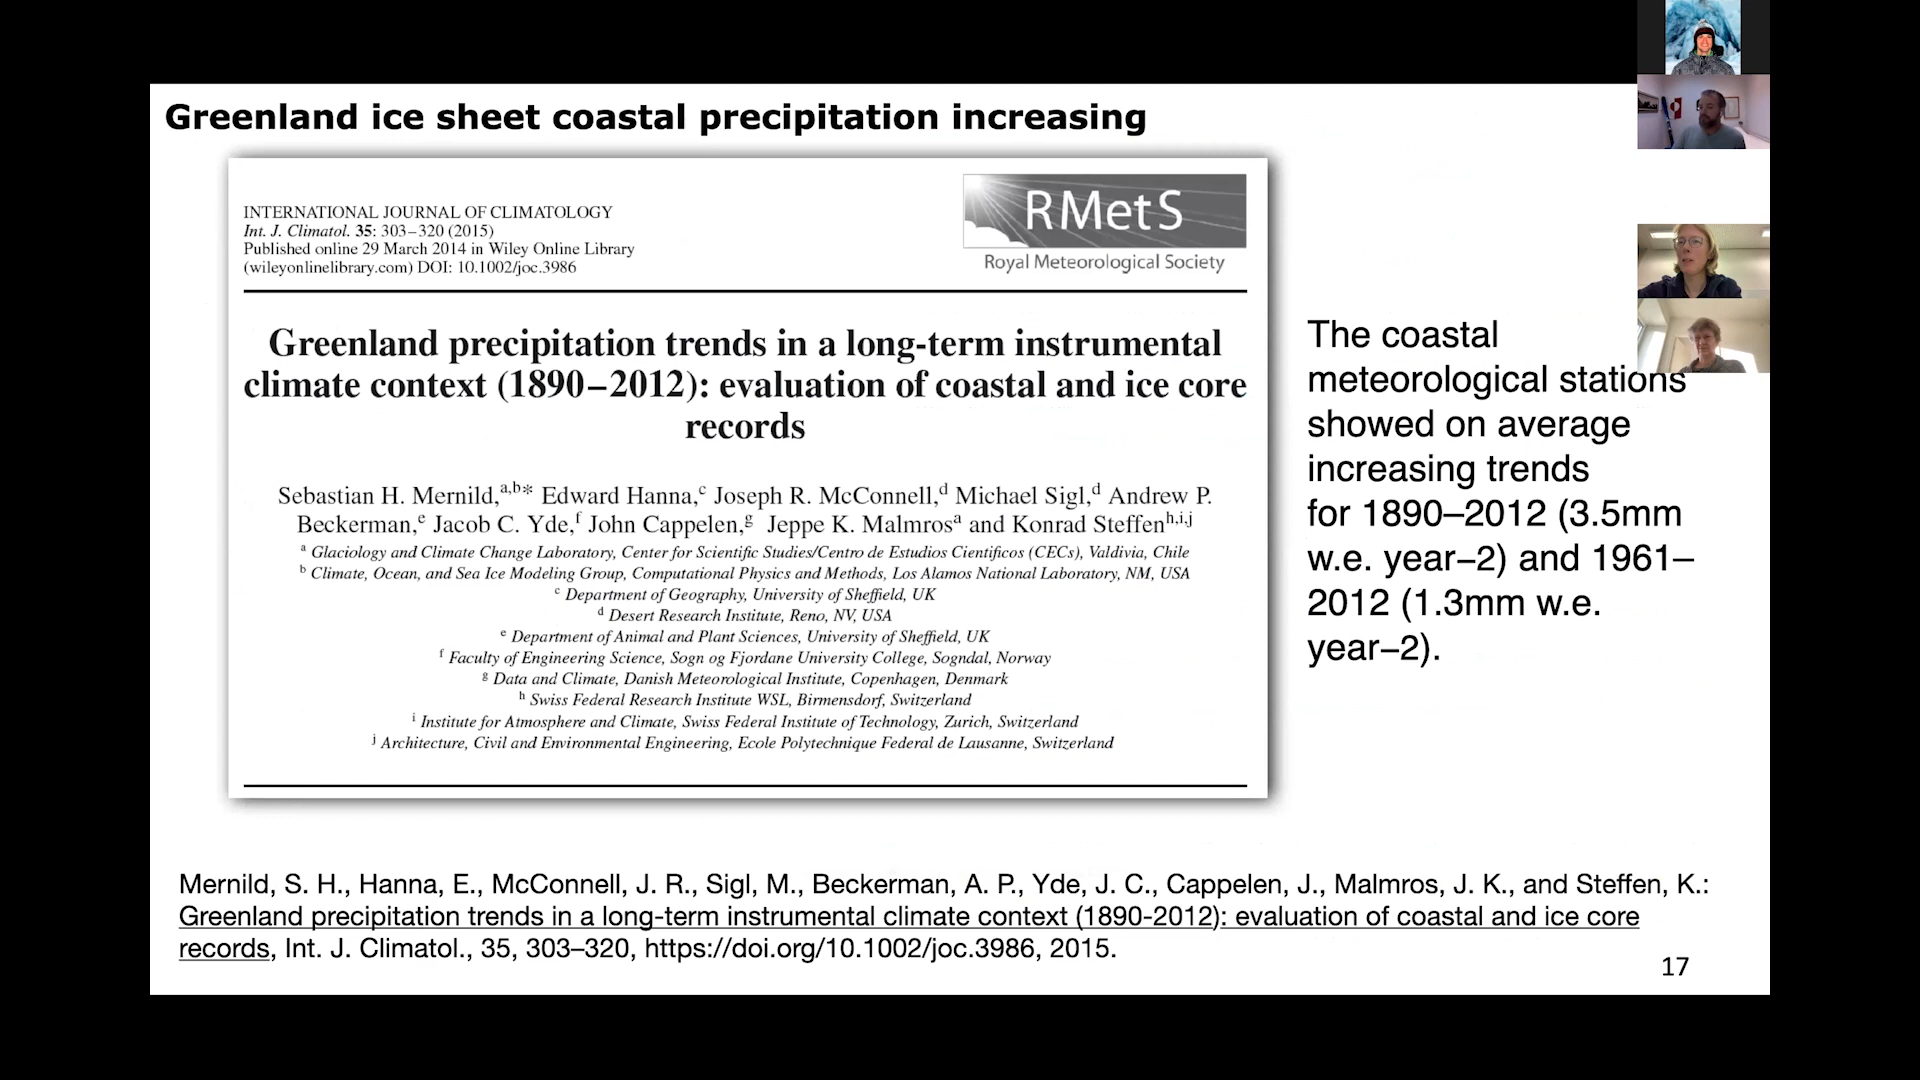 Greenland ice sheet coastal precipitation increasing
INTERNATIONAL JOURNAL OF CLIMATOLOGY
Int. J. Climatol. 35: 303–320 (2015)
Published online 29 March 2014 in Wiley Online Library
(wileyonlinelibrary.com) DOI: 10.1002/joc.3986
RMetS
Royal Meteorological Society
Greenland precipitation trends in a long-term instrumental
climate context (1890–2012): evaluation of coastal and ice core
records
Sebastian H. Mernild,a,b* Edward Hanna,c Joseph R. McConnell,d Michael Sigl,d Andrew P.
Beckerman,e Jacob C. Yde,f John Cappelen,g Jeppe K. Malmrosa and Konrad Steffenh,i,j
a Glaciology and Climate Change Laboratory, Center for Scientific Studies/Centro de Estudios Cientificos (CECs), Valdivia, Chile
b Climate, Ocean, and Sea Ice Modeling Group, Computational Physics and Methods, Los Alamos National Laboratory, NM, USA
c Department of Geography, University of Sheffield, UK
d Desert Research Institute, Reno, NV, USA
e Department of Animal and Plant Sciences, University of Sheffield, UK
f Faculty of Engineering Science, Sogn og Fjordane University College, Sogndal, Norway
g Data and Climate, Danish Meteorological Institute, Copenhagen, Denmark
h Swiss Federal Research Institute WSL, Birmensdorf, Switzerland
i Institute for Atmosphere and Climate, Swiss Federal Institute of Technology, Zurich, Switzerland
j Architecture, Civil and Environmental Engineering, Ecole Polytechnique Federal de Lausanne, Switzerland
The coastal
meteorological stations
showed on average
increasing trends
for 1890–2012 (3.5mm
w.e. year−2) and 1961–
2012 (1.3mm w.e.
year−2).
Mernild, S. H., Hanna, E., McConnell, J. R., Sigl, M., Beckerman, A. P., Yde, J. C., Cappelen, J., Malmros, J. K., and Steffen, K.:
Greenland precipitation trends in a long-term instrumental climate context (1890-2012): evaluation of coastal and ice core
records, Int. J. Climatol., 35, 303–320, https://doi.org/10.1002/joc.3986, 2015.
17